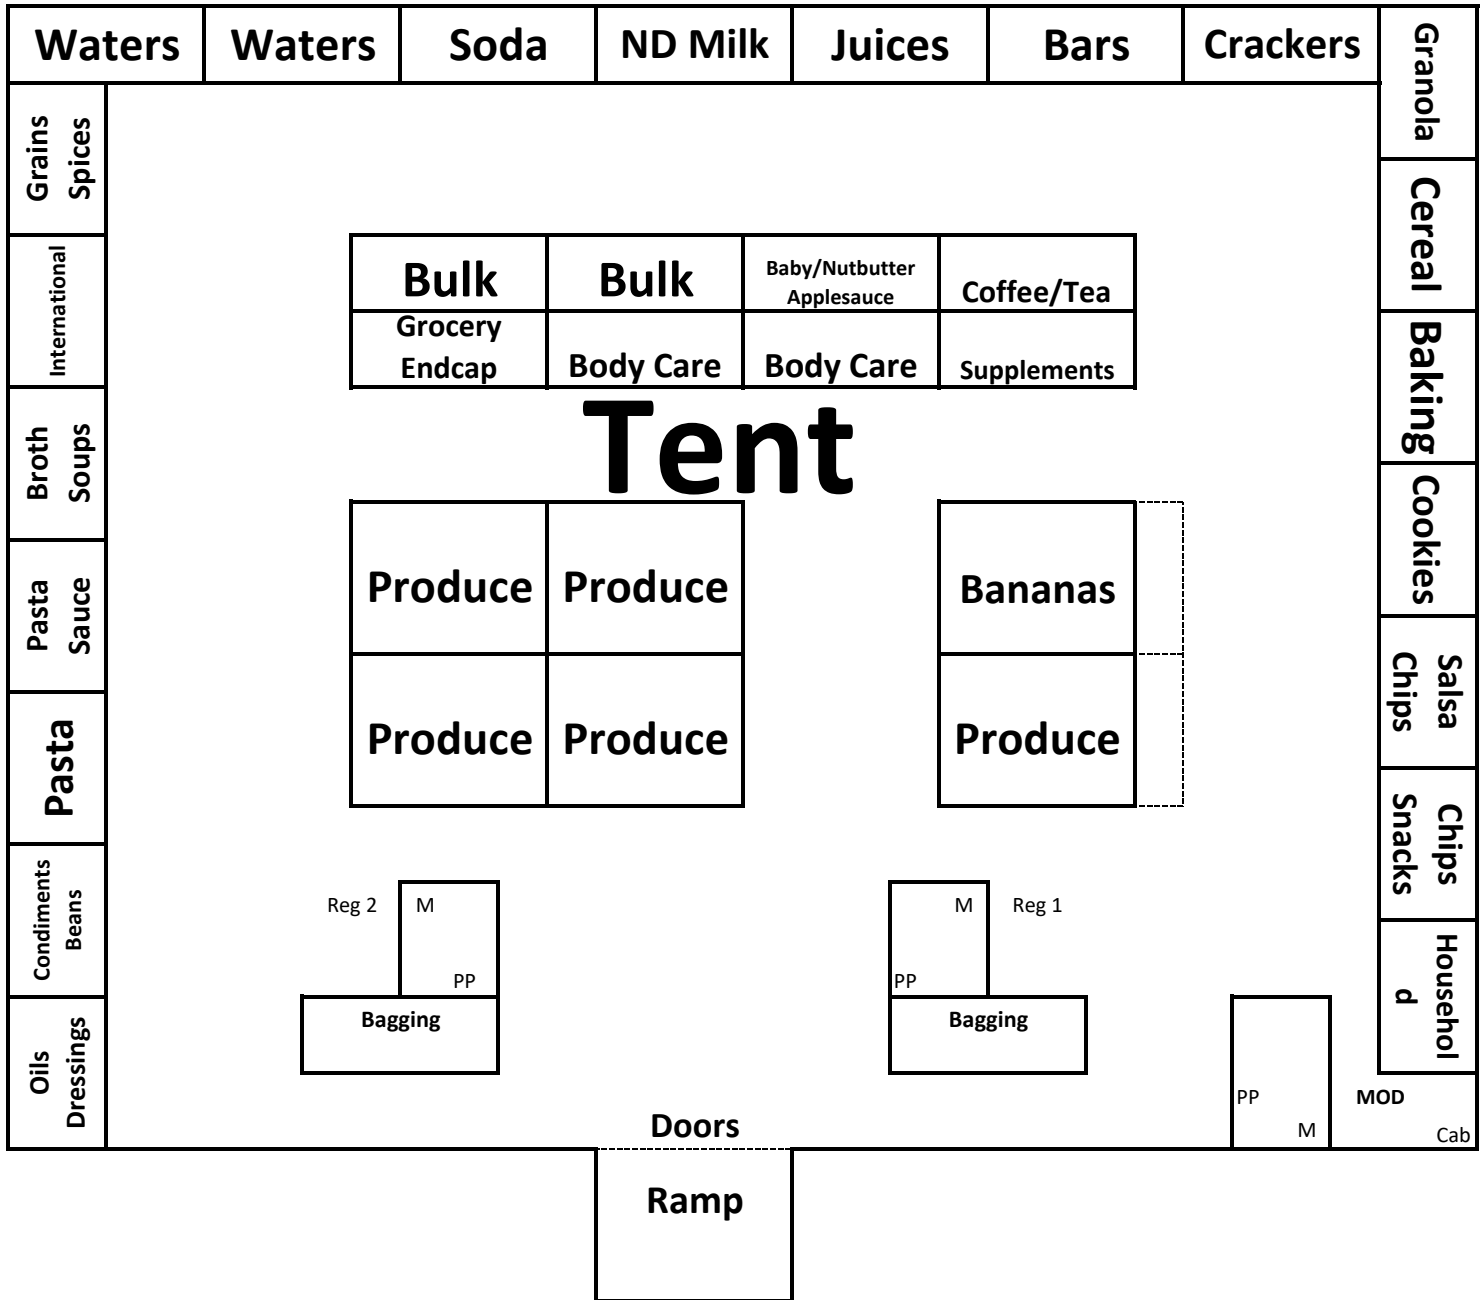 Waters
Waters
Soda
ND Milk
Juices
Bars
Crackers
Granola
Grains
Spices
Cereal
International
Bulk
Bulk
Baby/Nutbutter
Applesauce
Coffee/Tea
Grocery
Endcap
Body Care
Body Care
Supplements
Baking
Tent
Broth
Soups
Cookies
Produce
Produce
Bananas
Pasta
Sauce
Salsa
Chips
Pasta
Produce
Produce
Produce
Chips
Snacks
Condiments
Beans
Reg 2
M
PP
M
Reg 1
PP
Househol
d
Bagging
Bagging
Oils
Dressings
PP
M
MOD
Cab
Doors
Ramp